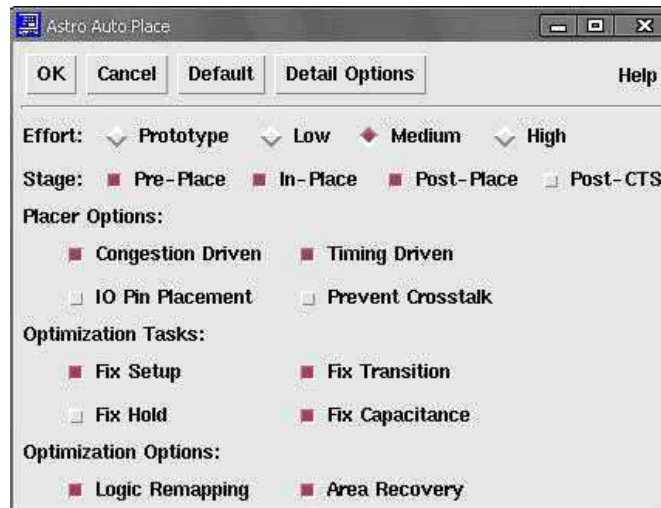 Astro Auto Place
OK Cancel Default Detail Options Help
Effort: Prototype Low Medium High
Stage: Pre-Place In-Place Post-Place Post-CTS
Placer Options:
Congestion Driven Timing Driven
IO Pin Placement Prevent Crosstalk
Optimization Tasks:
Fix Setup Fix Transition
Fix Hold Fix Capacitance
Optimization Options:
Logic Remapping Area Recovery